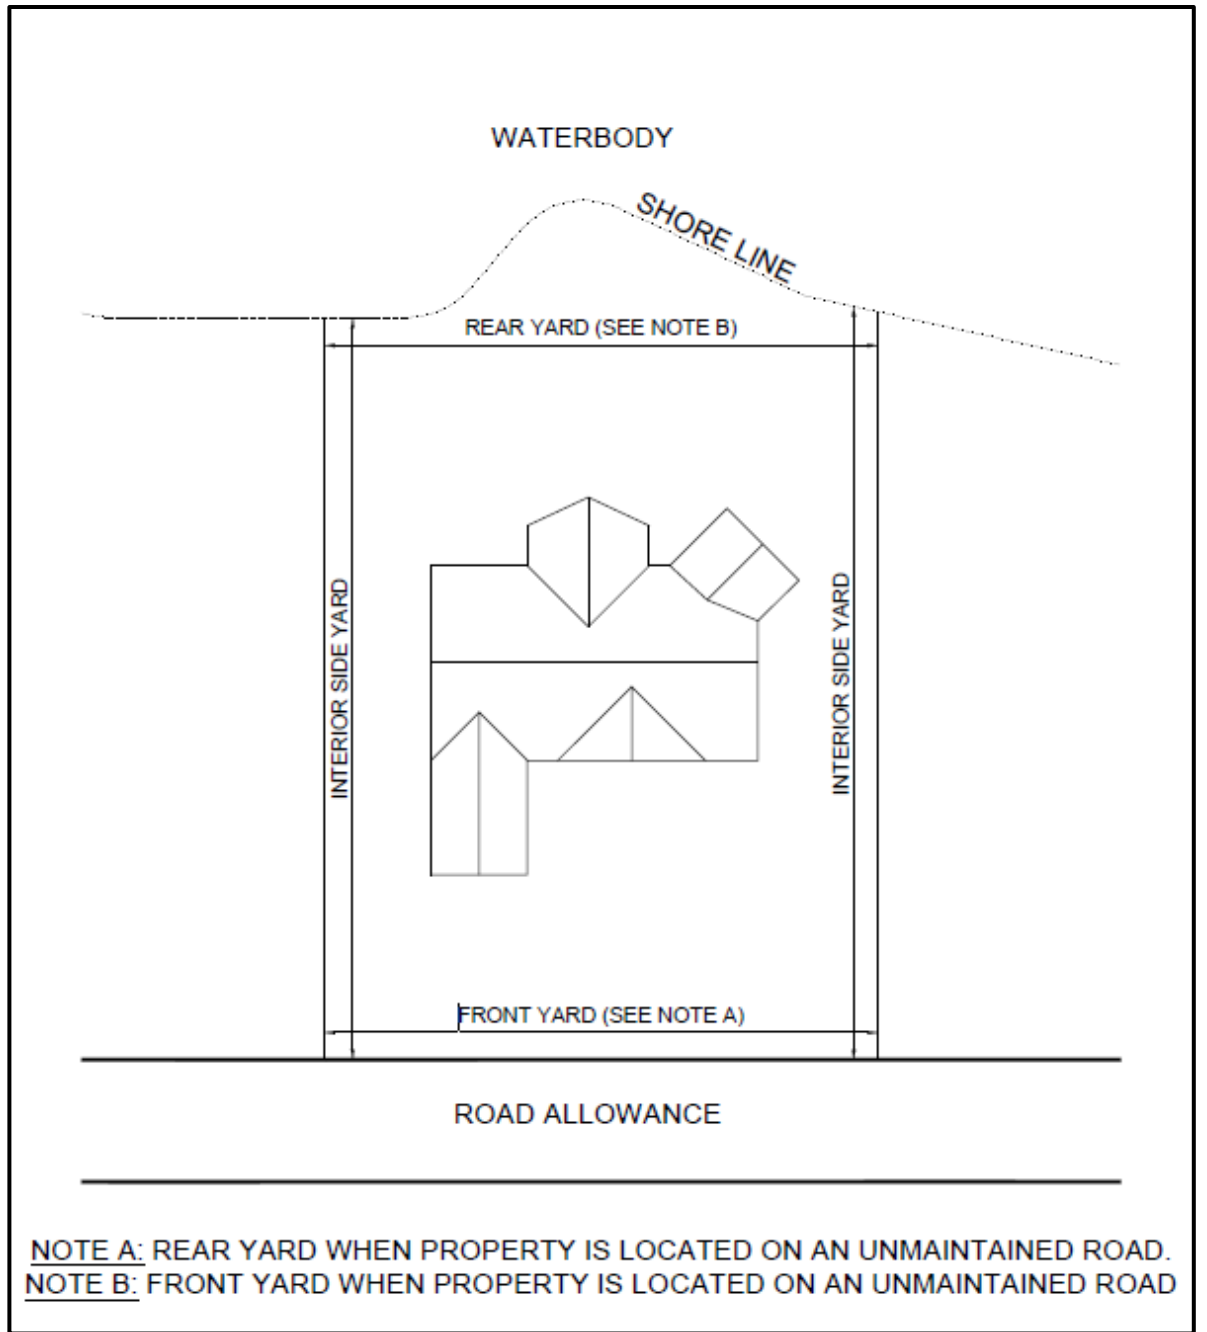 WATERBODY
SHORE LINE
REAR YARD (SEE NOTE B)
INTERIOR SIDE YARD
INTERIOR SIDE YARD
FRONT YARD (SEE NOTE A)
ROAD ALLOWANCE
NOTE A: REAR YARD WHEN PROPERTY IS LOCATED ON AN UNMAINTAINED ROAD.
NOTE B: FRONT YARD WHEN PROPERTY IS LOCATED ON AN UNMAINTAINED ROAD